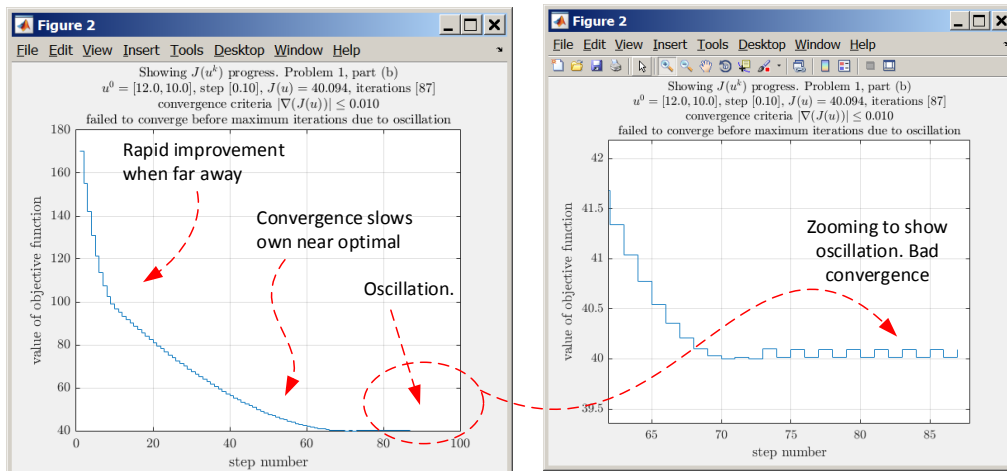 Figure 2
File Edit View Insert Tools Desktop Window Help
Showing J(u^k) progress. Problem 1, part (b)
u^0 = [12.0, 10.0], step [0.10], J(u) = 40.094, iterations [87]
convergence criteria |∇(J(u))| ≤ 0.010
failed to converge before maximum iterations due to oscillation
180
160
140
120
100
80
60
40
value of objective function
Rapid improvement
when far away
Convergence slows
own near optimal
Oscillation.
0 20 40 60 80 100
step number
Figure 2
File Edit View Insert Tools Desktop Window Help
Showing J(u^k) progress. Problem 1, part (b)
u^0 = [12.0, 10.0], step [0.10], J(u) = 40.094, iterations [87]
convergence criteria |∇(J(u))| ≤ 0.010
failed to converge before maximum iterations due to oscillation
42
41.5
41
40.5
40
39.5
value of objective function
Zooming to show
oscillation. Bad
convergence
65 70 75 80 85
step number